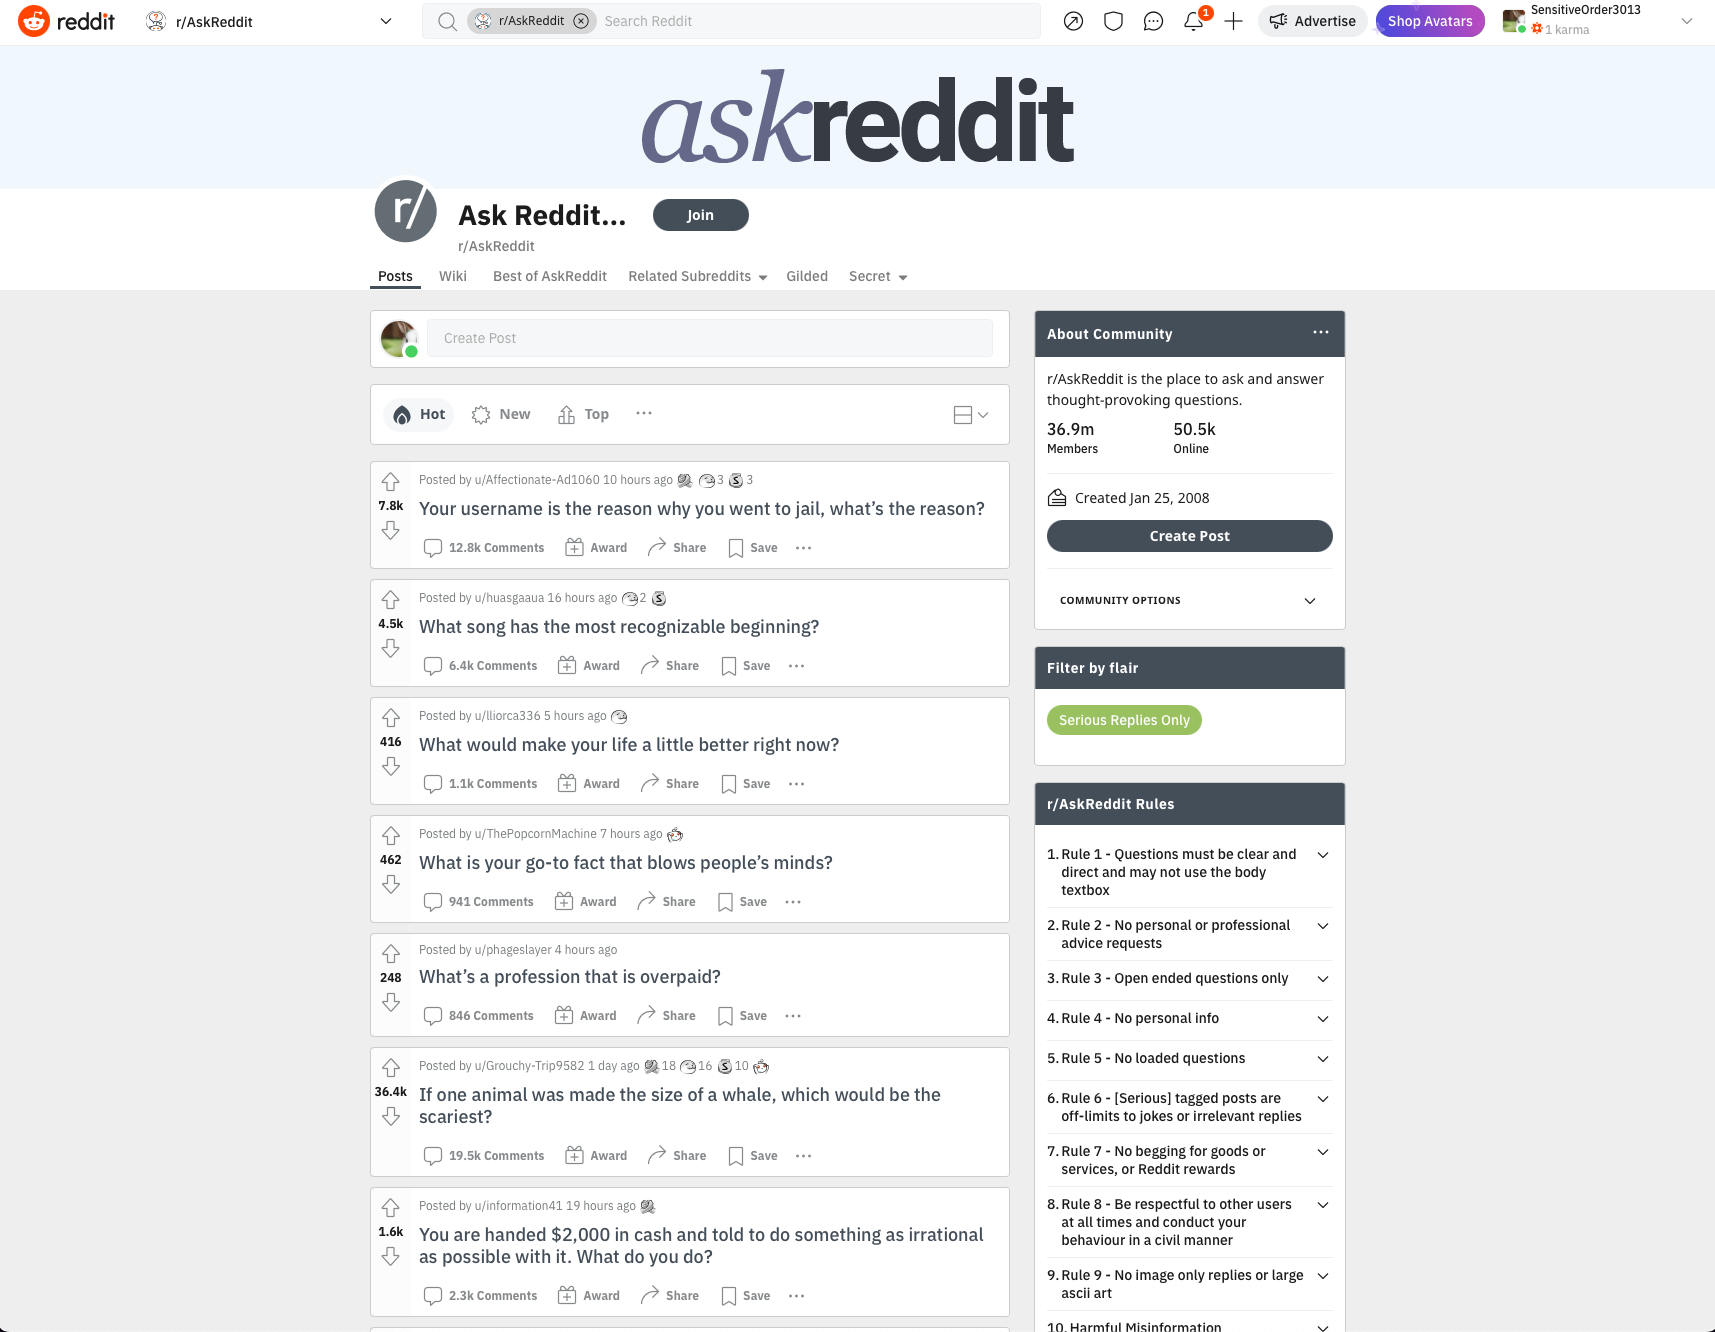 reddit
r/AskReddit
r/AskReddit
Search Reddit
1
Advertise
Shop Avatars
SensitiveOrder3013
1 karma
askreddit
r/
Ask Reddit...
Join
r/AskReddit
Posts
Wiki
Best of AskReddit
Related Subreddits
Gilded
Secret
Create Post
Hot
New
Top
Posted by u/Affectionate-Ad1060 10 hours ago 3 3
7.8k
Your username is the reason why you went to jail, what’s the reason?
12.8k Comments Award Share Save
Posted by u/huasgaaua 16 hours ago 2
4.5k
What song has the most recognizable beginning?
6.4k Comments Award Share Save
Posted by u/lliorca336 5 hours ago
416
What would make your life a little better right now?
1.1k Comments Award Share Save
Posted by u/ThePopcornMachine 7 hours ago
462
What is your go-to fact that blows people’s minds?
941 Comments Award Share Save
Posted by u/phageslayer 4 hours ago
248
What’s a profession that is overpaid?
846 Comments Award Share Save
Posted by u/Grouchy-Trip9582 1 day ago 18 16 10
36.4k
If one animal was made the size of a whale, which would be the
scariest?
19.5k Comments Award Share Save
Posted by u/information41 19 hours ago
1.6k
You are handed $2,000 in cash and told to do something as irrational
as possible with it. What do you do?
2.3k Comments Award Share Save
About Community
r/AskReddit is the place to ask and answer
thought-provoking questions.
36.9m 50.5k
Members Online
Created Jan 25, 2008
Create Post
COMMUNITY OPTIONS
Filter by flair
Serious Replies Only
r/AskReddit Rules
1. Rule 1 - Questions must be clear and
direct and may not use the body
textbox
2. Rule 2 - No personal or professional
advice requests
3. Rule 3 - Open ended questions only
4. Rule 4 - No personal info
5. Rule 5 - No loaded questions
6. Rule 6 - [Serious] tagged posts are
off-limits to jokes or irrelevant replies
7. Rule 7 - No begging for goods or
services, or Reddit rewards
8. Rule 8 - Be respectful to other users
at all times and conduct your
behaviour in a civil manner
9. Rule 9 - No image only replies or large
ascii art
10. Harmful Misinformation